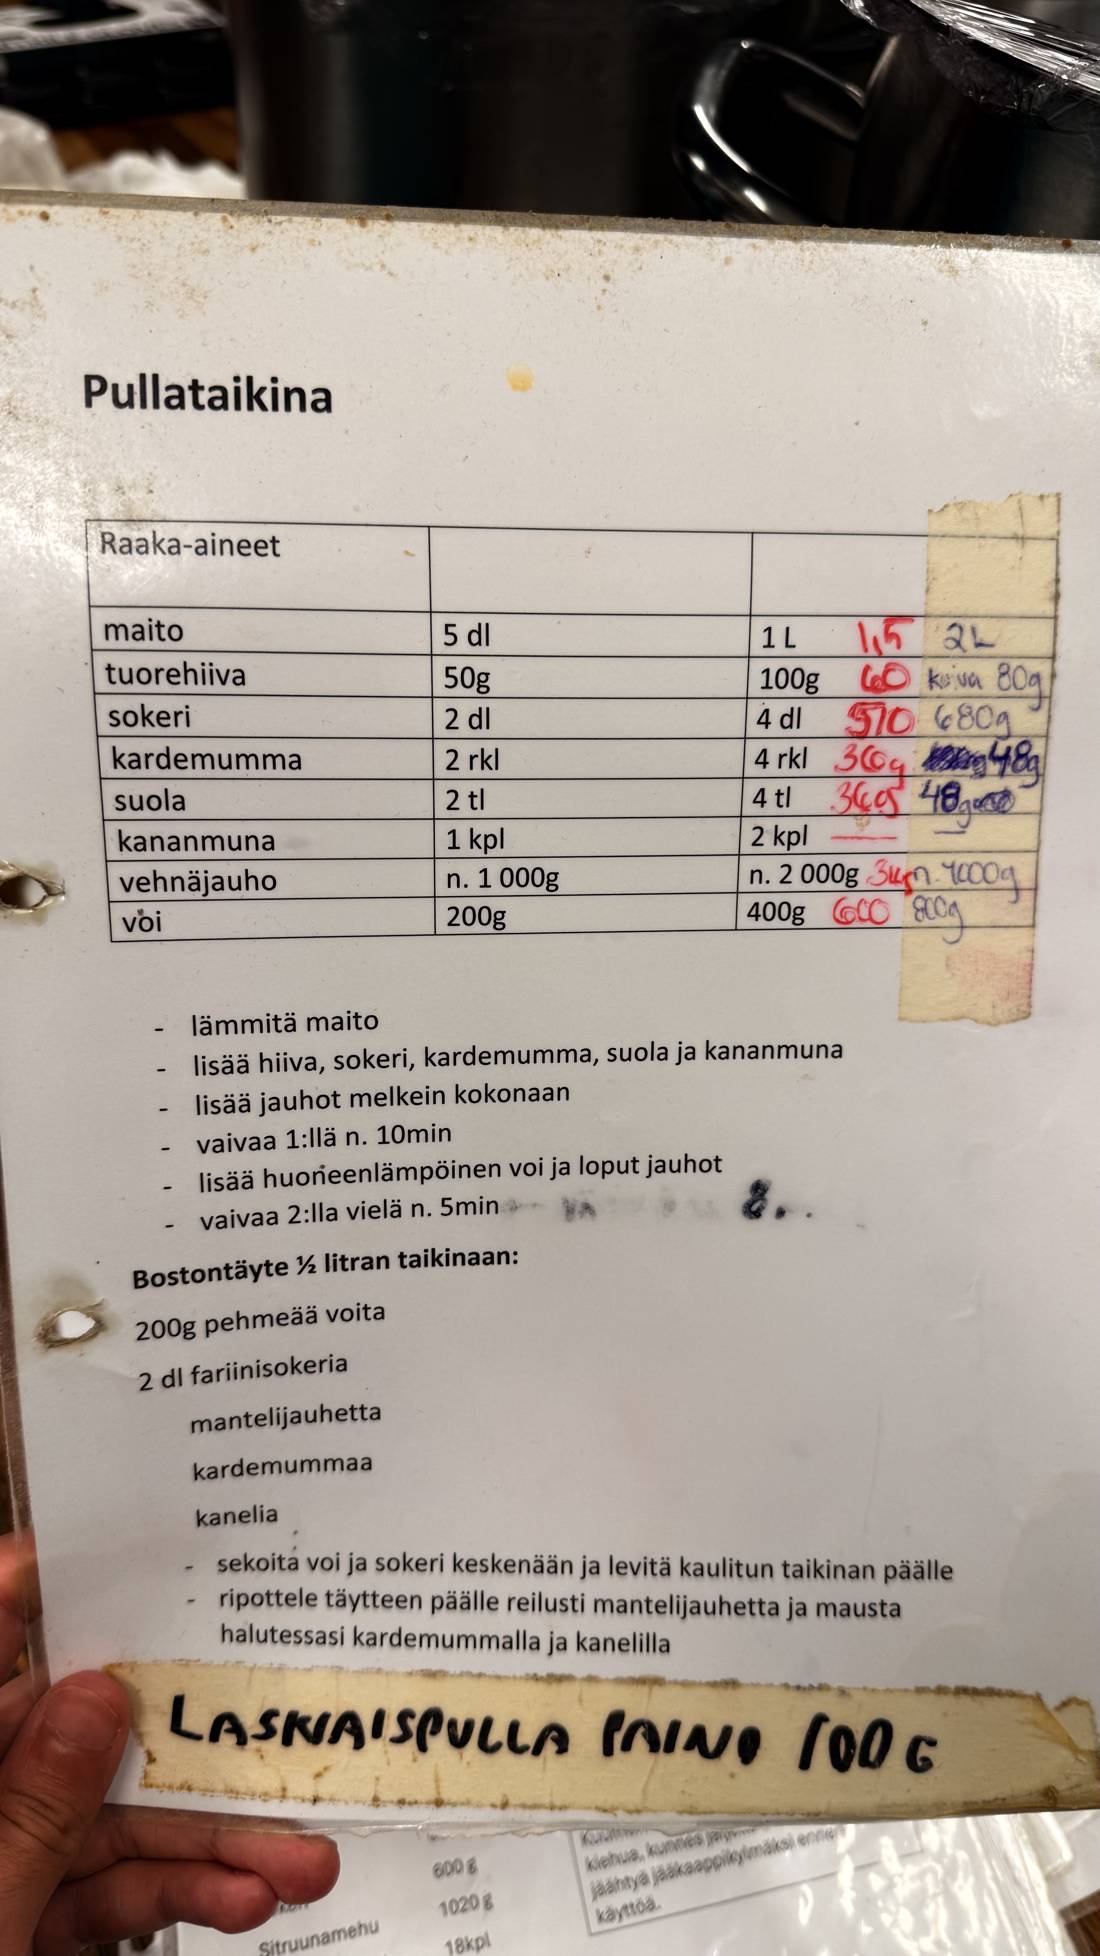 Pullataikina
Raaka-aineet
maito 5 dl 1 L 1,5 2L
tuorehiiva 50g 100g 60 kuiva 80g
sokeri 2 dl 4 dl 510 680g
kardemumma 2 rkl 4 rkl 36g 48g
suola 2 tl 4 tl 36g 48g
kananmuna 1 kpl 2 kpl — —
vehnäjauho n. 1 000g n. 2 000g 3kg n. 4000g
voi 200g 400g 600 800g
- lämmitä maito
- lisää hiiva, sokeri, kardemumma, suola ja kananmuna
- lisää jauhot melkein kokonaan
- vaivaa 1:llä n. 10min
- lisää huoneenlämpöinen voi ja loput jauhot
- vaivaa 2:lla vielä n. 5min
Bostontäyte ½ litran taikinaan:
200g pehmeää voita
2 dl fariinisokeria
mantelijauhetta
kardemummaa
kanelia
- sekoita voi ja sokeri keskenään ja levitä kaulitun taikinan päälle
- ripottele täytteen päälle reilusti mantelijauhetta ja mausta
halutessasi kardemummalla ja kanelilla
LASKIAISPULLA PAINO 100G
600 g
1020 g
Sitruunamehu 18kpl
kiehua, kunnes
jäähtyä jääkaappikylmäksi ennen
käyttöä.